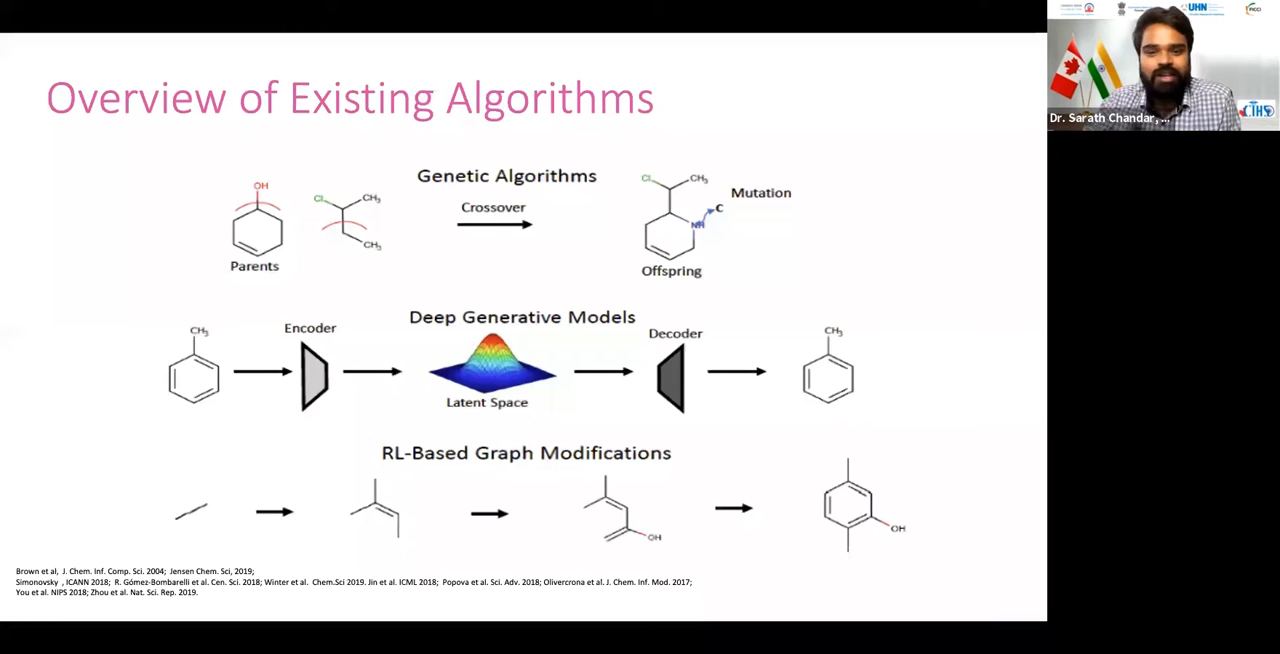 Overview of Existing Algorithms
Genetic Algorithms
OH
Cl
CH3
CH3
Parents
Crossover
Cl
CH3
Mutation
C
NH
Offspring
Deep Generative Models
CH3
Encoder
Latent Space
Decoder
CH3
RL-Based Graph Modifications
OH
OH
Brown et al, J. Chem. Inf. Comp. Sci. 2004; Jensen Chem. Sci, 2019;
Simonovsky , ICANN 2018; R. Gómez-Bombarelli et al. Cen. Sci. 2018; Winter et al. Chem.Sci 2019. Jin et al. ICML 2018; Popova et al. Sci. Adv. 2018; Olivercrona et al. J. Chem. Inf. Mod. 2017;
You et al. NIPS 2018; Zhou et al. Nat. Sci. Rep. 2019.
UHN
FICCI
CIHS
Dr. Sarath Chandar, ...